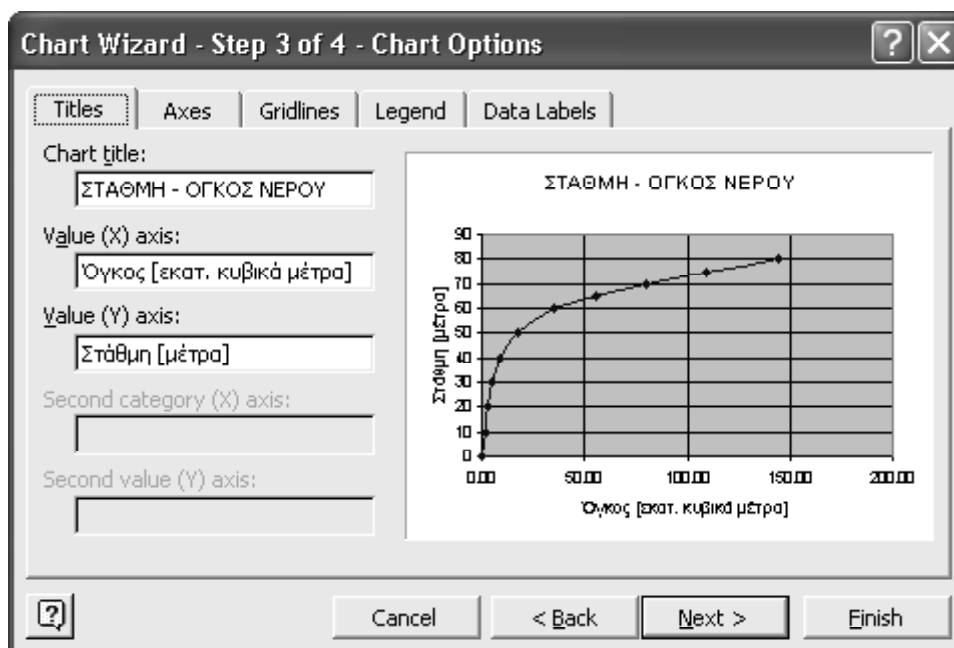 Chart Wizard - Step 3 of 4 - Chart Options
Titles
Axes
Gridlines
Legend
Data Labels
Chart title:
ΣΤΑΘΜΗ - ΟΓΚΟΣ ΝΕΡΟΥ
Value (X) axis:
Όγκος [εκατ. κυβικά μέτρα]
Value (Y) axis:
Στάθμη [μέτρα]
Second category (X) axis:
Second value (Y) axis:
ΣΤΑΘΜΗ - ΟΓΚΟΣ ΝΕΡΟΥ
Στάθμη [μέτρα]
90
80
70
60
50
40
30
20
10
0
0.00 50.00 100.00 150.00 200.00
Όγκος [εκατ. κυβικά μέτρα]
Cancel
< Back
Next >
Finish